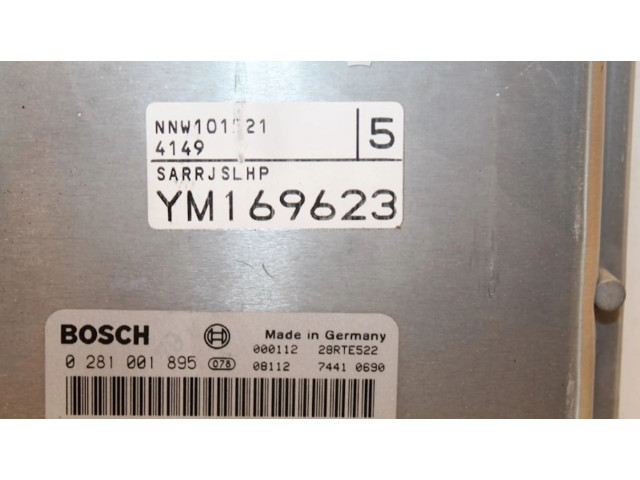 4149
5
SARRJSLHP
YM169623
BOSCH Made in Germany
0 281 001 895 078 000112 28RTE522
08112 7441 0690